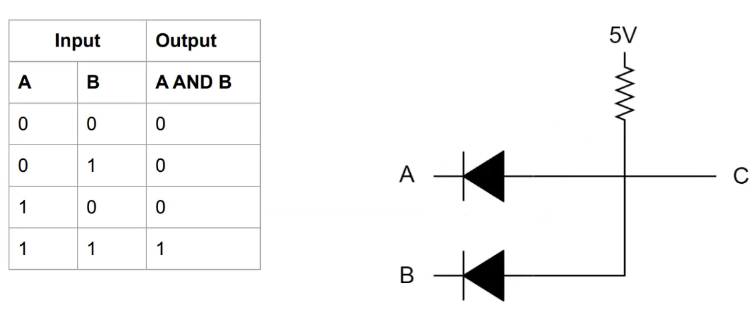 Input Output
A B A AND B
0 0 0
0 1 0
1 0 0
1 1 1
5V
A C
B